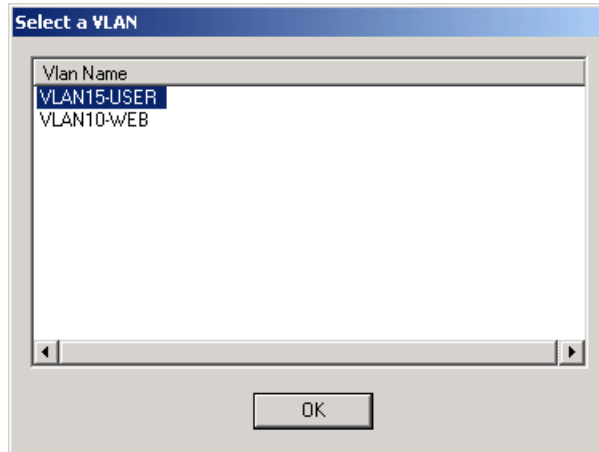 Select a VLAN
Vlan Name
VLAN15-USER
VLAN10-WEB
OK